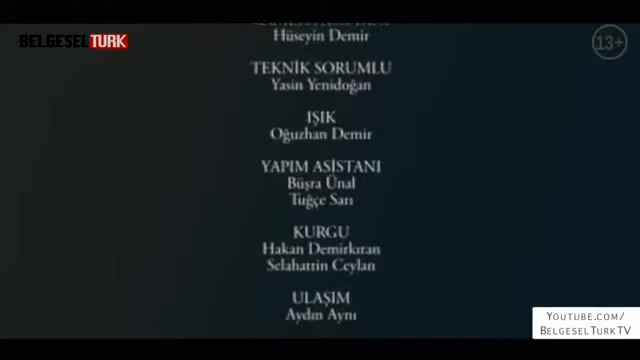 BELGESELTURK
13+
Hüseyin Demir
TEKNİK SORUMLU
Yasin Yenidoğan
IŞIK
Oğuzhan Demir
YAPIM ASİSTANI
Büşra Ünal
Tuğçe Sarı
KURGU
Hakan Demirkıran
Selahattin Ceylan
ULAŞIM
Aydın Aynı
YOUTUBE.COM/
BELGESELTURKTV